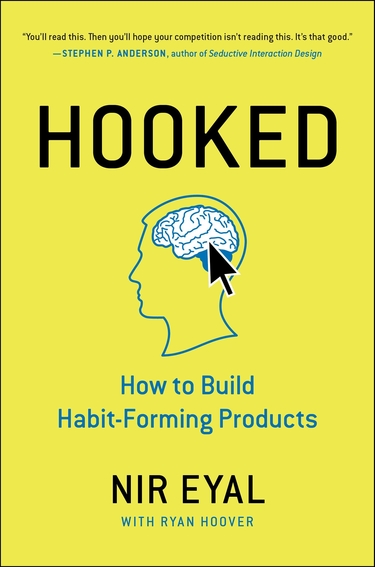 "You'll read this. Then you'll hope your competition isn't reading this. It's that good."
—STEPHEN P. ANDERSON, author of Seductive Interaction Design
HOOKED
How to Build
Habit-Forming Products
NIR EYAL
WITH RYAN HOOVER